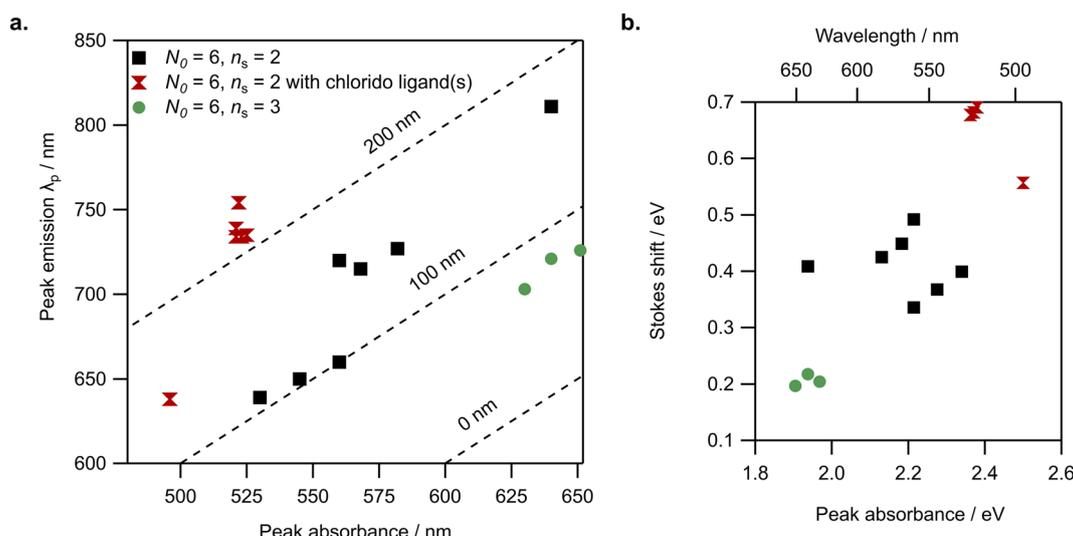 a.
850
800
750
700
650
600
Peak emission λp / nm
N0 = 6, ns = 2
N0 = 6, ns = 2 with chlorido ligand(s)
N0 = 6, ns = 3
200 nm
100 nm
0 nm
500 525 550 575 600 625 650
Peak absorbance / nm
b.
Wavelength / nm
650 600 550 500
0.7
0.6
0.5
0.4
0.3
0.2
0.1
Stokes shift / eV
1.8 2.0 2.2 2.4 2.6
Peak absorbance / eV